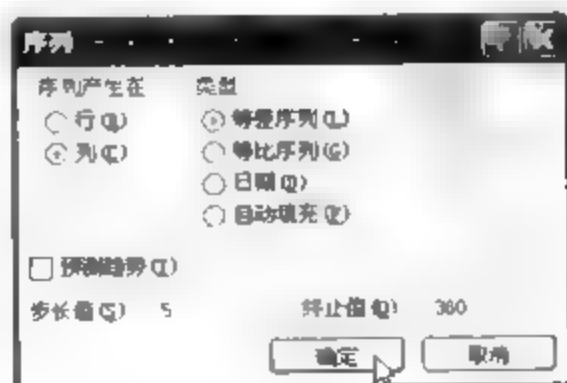 序列
序列产生在 类型
行(R) 等差序列(L)
列(C) 等比序列(G)
日期(D)
自动填充(F)
预测趋势(T)
步长值(S) 5 终止值(O) 360
确定 取消